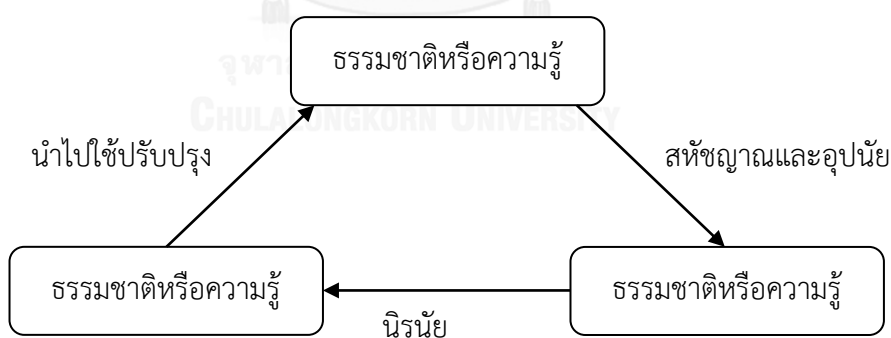 ธรรมชาติหรือความรู้
CHULALONGKORN UNIVERSITY
นำไปใช้ปรับปรุง
สหัชญาณและอุปนัย
ธรรมชาติหรือความรู้
ธรรมชาติหรือความรู้
นิรนัย